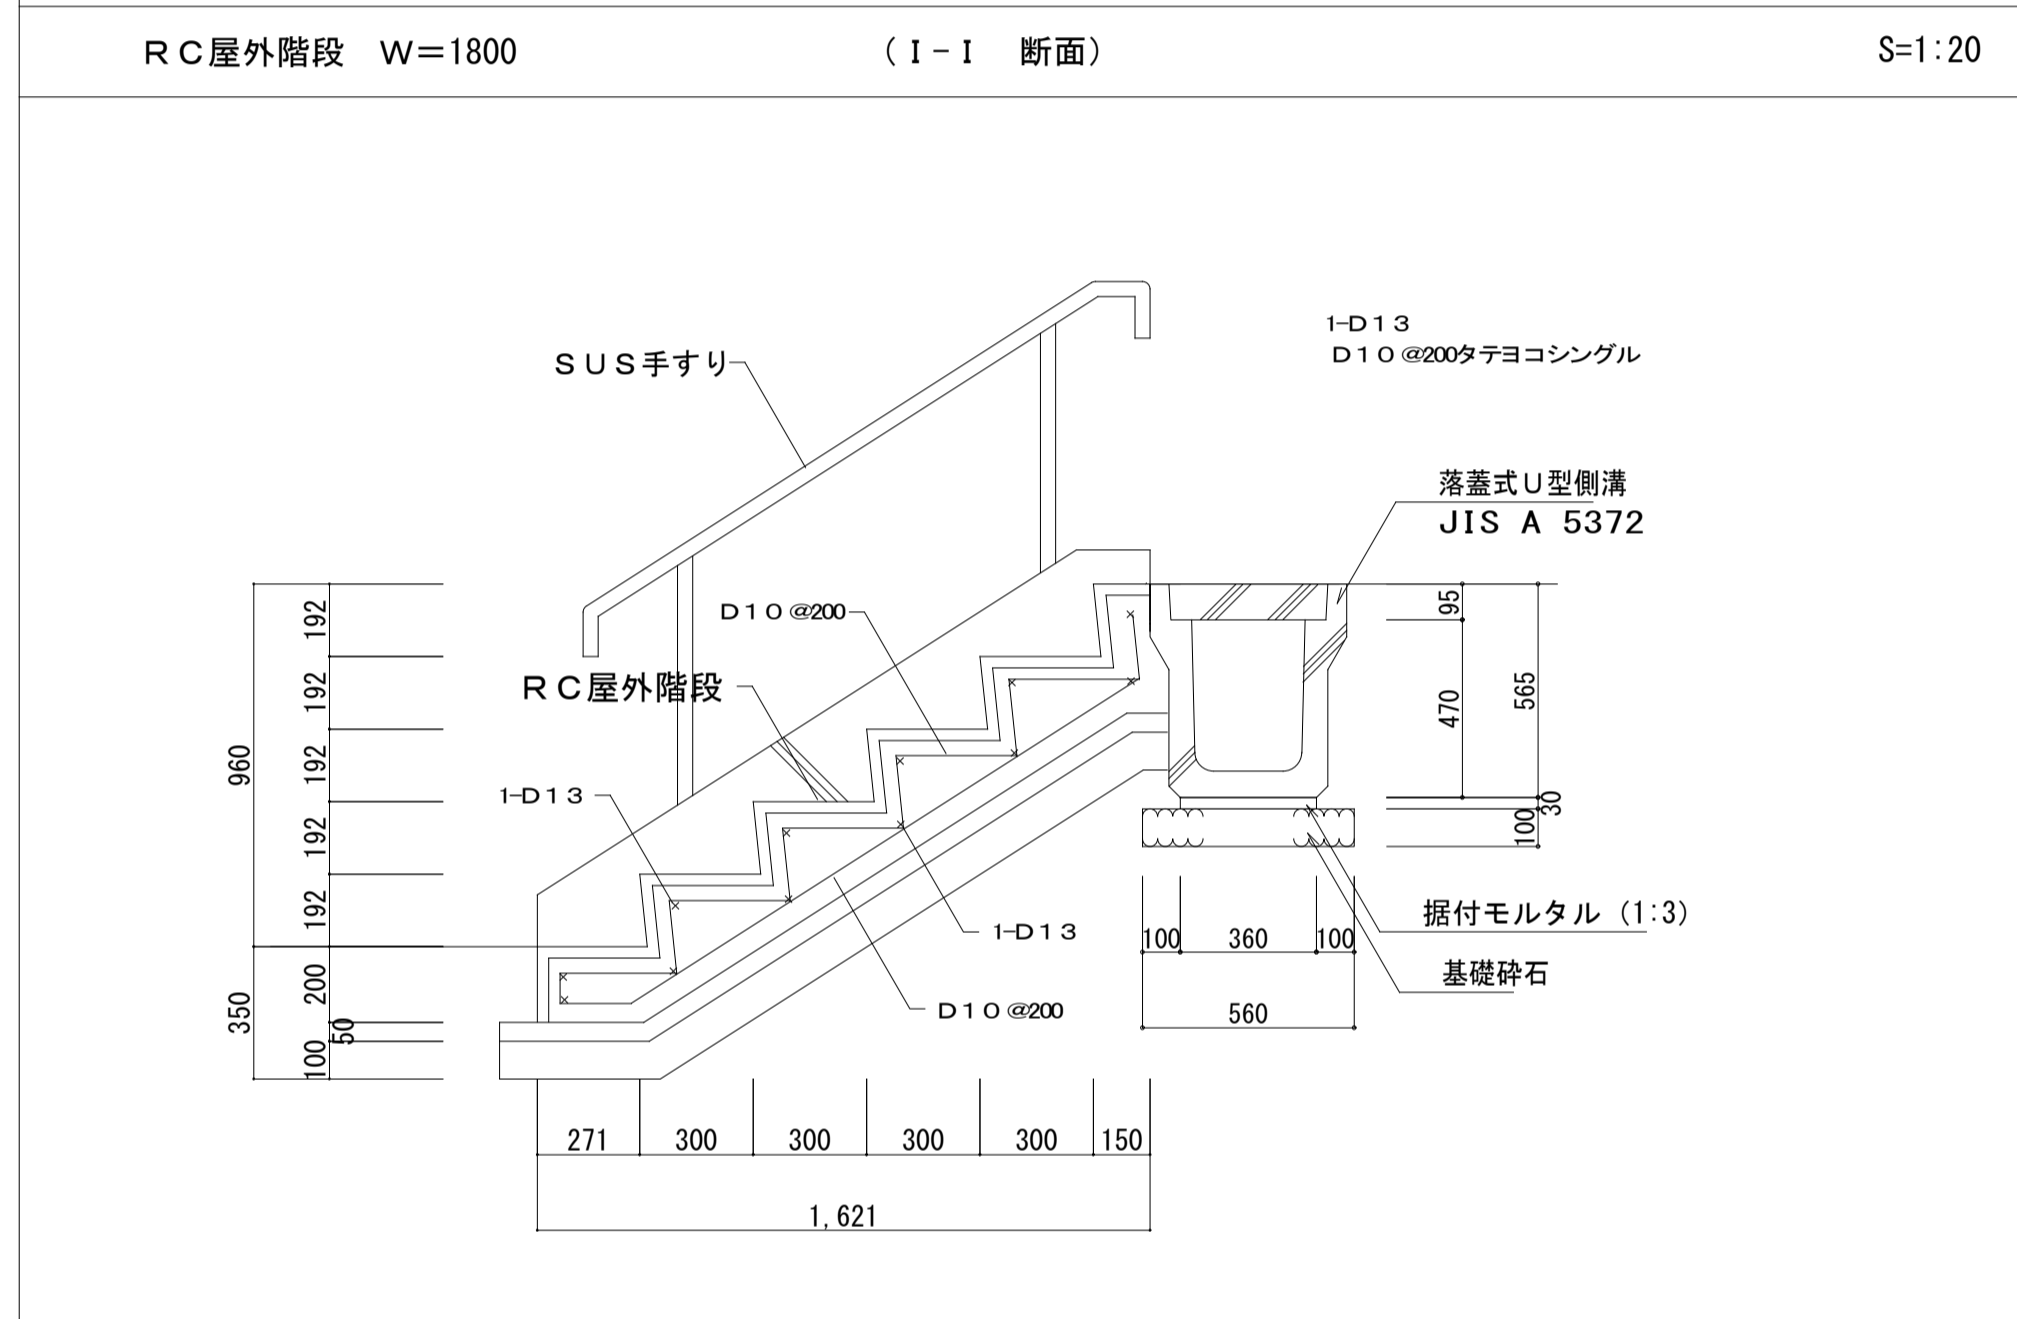 ＲＣ屋外階段　Ｗ＝1800
（Ｉ－Ｉ　断面）
S=1:20
1-Ｄ１３
Ｄ１０@200タテヨコシングル
ＳＵＳ手すり
落蓋式Ｕ型側溝
JIS A 5372
Ｄ１０@200
ＲＣ屋外階段
1-Ｄ１３
1-Ｄ１３
Ｄ１０@200
据付モルタル（1:3）
基礎砕石
960
350
192
192
192
192
192
200
50
100
95
470
565
30
100
100
360
100
560
271
300
300
300
300
150
1,621